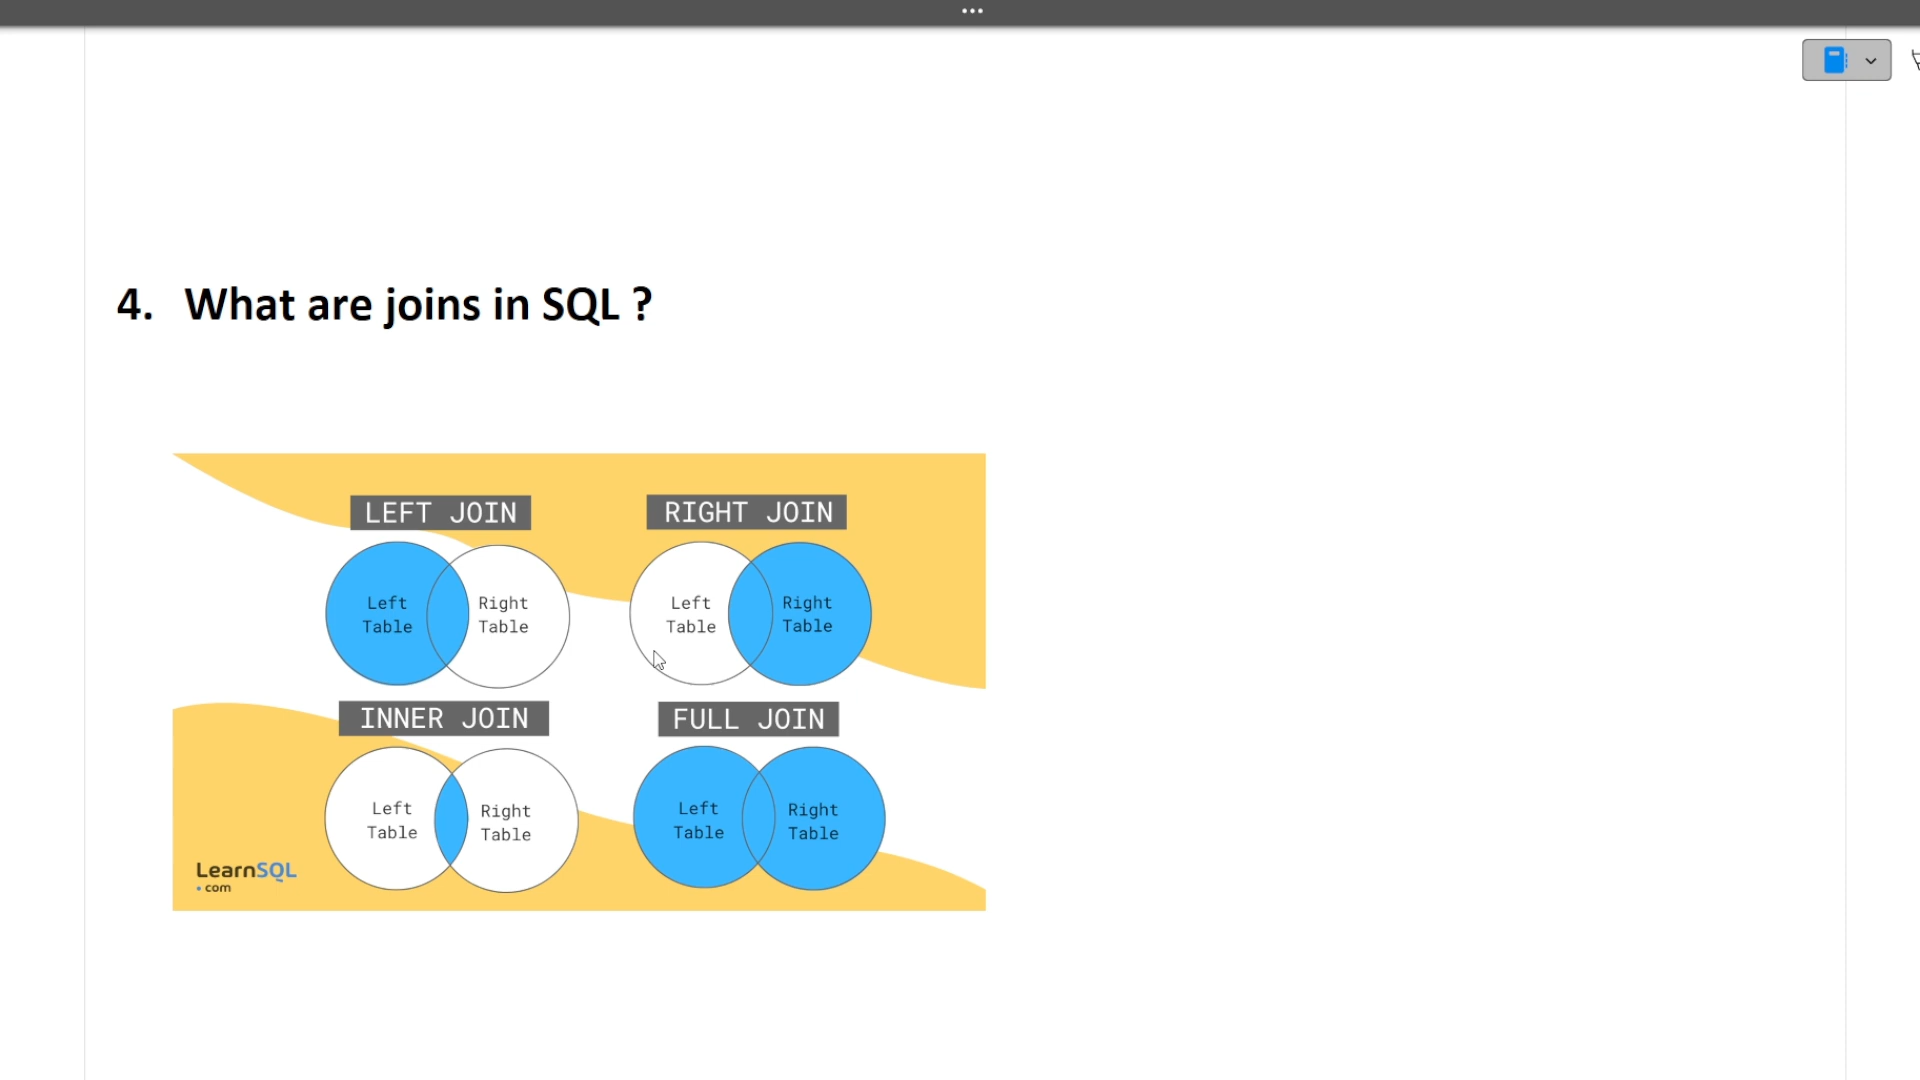 4. What are joins in SQL ?
LEFT JOIN
RIGHT JOIN
Left
Table
Right
Table
Left
Table
Right
Table
INNER JOIN
FULL JOIN
Left
Table
Right
Table
Left
Table
Right
Table
LearnSQL
• com